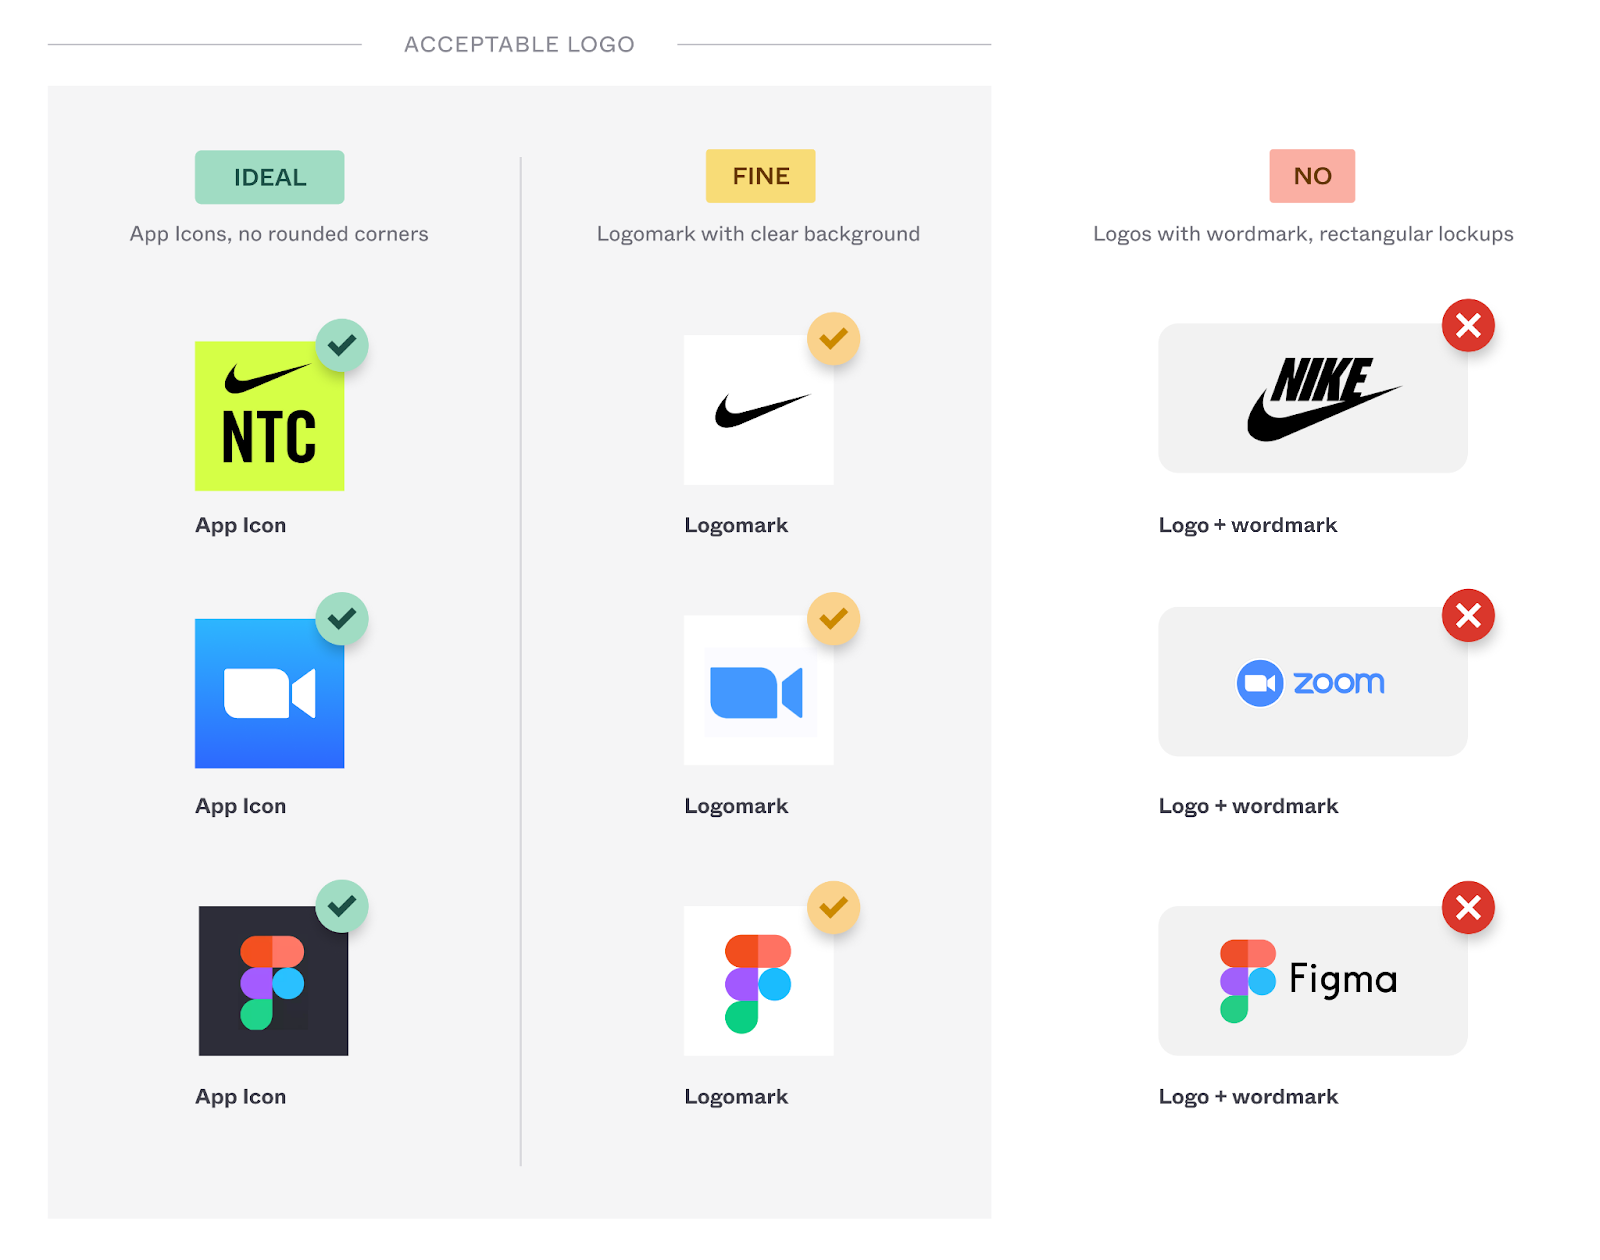 ACCEPTABLE LOGO
IDEAL
App Icons, no rounded corners
NTC
App Icon
App Icon
App Icon
FINE
Logomark with clear background
Logomark
Logomark
Logomark
NO
Logos with wordmark, rectangular lockups
NIKE
Logo + wordmark
zoom
Logo + wordmark
Figma
Logo + wordmark